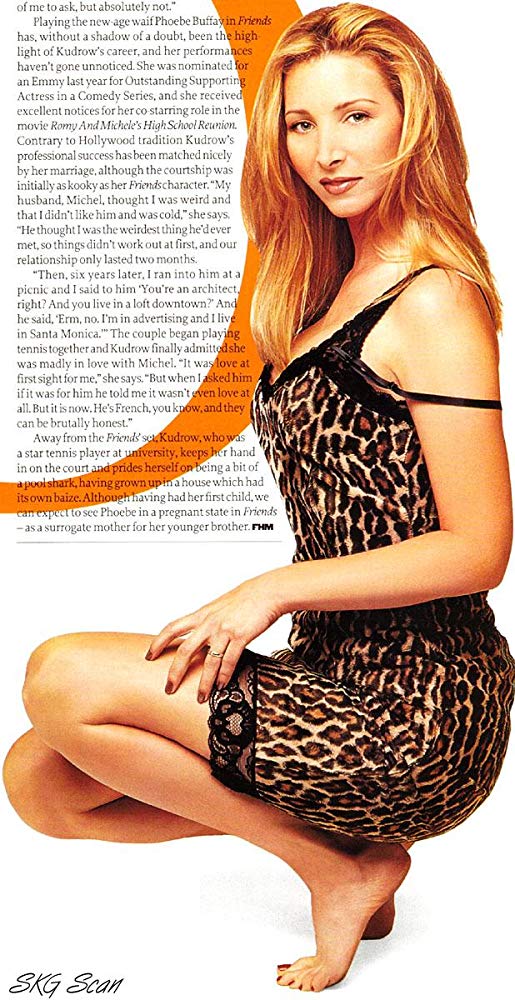 of me to ask, but absolutely not."
Playing the new-age waif Phoebe Buffay in Friends
has, without a shadow of a doubt, been the high-
light of Kudrow's career, and her performances
haven't gone unnoticed. She was nominated for
an Emmy last year for Outstanding Supporting
Actress in a Comedy Series, and she received
excellent notices for her co-starring role in the
movie Romy And Michele's High School Reunion.
Contrary to Hollywood tradition Kudrow's
professional success has been matched nicely
by her marriage, although the courtship was
initially as kooky as her Friends character. "My
husband, Michel, thought I was weird and
that I didn't like him and was cold," she says.
"He thought I was the weirdest thing he'd ever
met, so things didn't work out at first, and our
relationship only lasted two months.
"Then, six years later, I ran into him at a
picnic and I said to him 'You're an architect,
right? And you live in a loft downtown?' And
he said, 'Erm, no. I'm in advertising and I live
in Santa Monica.'" The couple began playing
tennis together and Kudrow finally admitted she
was madly in love with Michel. "It was love at
first sight for me," she says. "But when I asked him
if it was for him he told me it wasn't even love at
all. But it is now. He's French, you know, and they
can be brutally honest."
Away from the Friends' set, Kudrow, who was
a star tennis player at university, keeps her hand
in on the court and prides herself on being a bit of
a pool shark, having grown up in a house which had
its own baize. Although having had her first child, we
can expect to see Phoebe in a pregnant state in Friends
– as a surrogate mother for her younger brother. FHM
SKG Scan